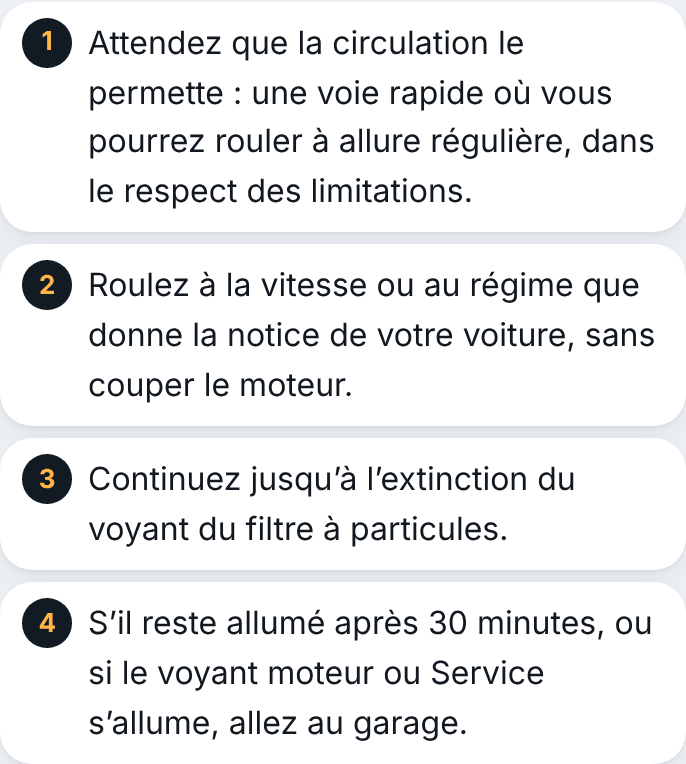 1 Attendez que la circulation le
permette : une voie rapide où vous
pourrez rouler à allure régulière, dans
le respect des limitations.
2 Roulez à la vitesse ou au régime que
donne la notice de votre voiture, sans
couper le moteur.
3 Continuez jusqu’à l’extinction du
voyant du filtre à particules.
4 S’il reste allumé après 30 minutes, ou
si le voyant moteur ou Service
s’allume, allez au garage.